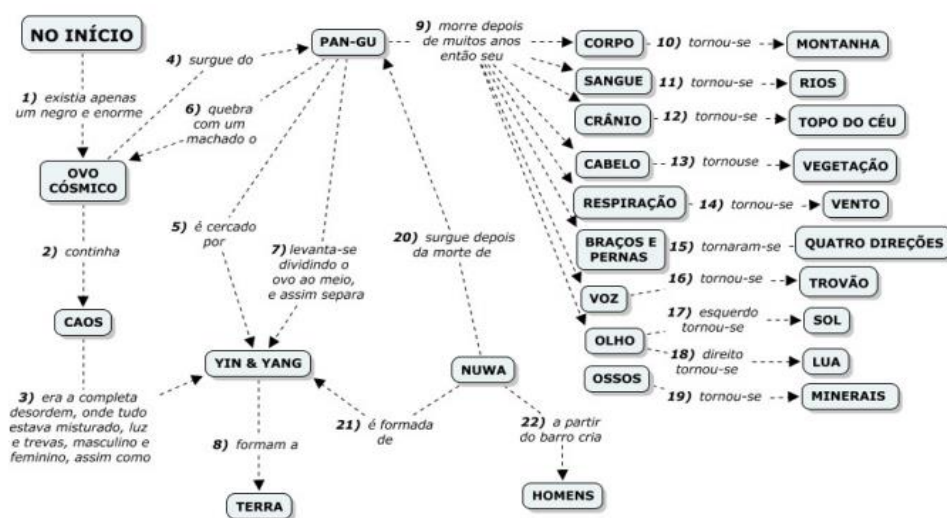 NO INÍCIO
1) existia apenas
um negro e enorme
OVO
CÓSMICO
2) continha
CAOS
3) era a completa
desordem, onde tudo
estava misturado, luz
e trevas, masculino e
feminino, assim como
4) surgue do
PAN-GU
5) é cercado
por
6) quebra
com um
machado o
7) levanta-se
dividindo o
ovo ao meio,
e assim separa
YIN & YANG
8) formam a
TERRA
9) morre depois
de muitos anos
então seu
CORPO
10) tornou-se
MONTANHA
SANGUE
11) tornou-se
RIOS
CRÂNIO
12) tornou-se
TOPO DO CÉU
CABELO
13) tornouse
VEGETAÇÃO
RESPIRAÇÃO
14) tornou-se
VENTO
BRAÇOS E
PERNAS
15) tornaram-se
QUATRO DIREÇÕES
VOZ
16) tornou-se
TROVÃO
OLHO
17) esquerdo
tornou-se
SOL
18) direito
tornou-se
LUA
OSSOS
19) tornou-se
MINERAIS
20) surgue depois
da morte de
NUWA
21) é formada
de
22) a partir
do barro cria
HOMENS